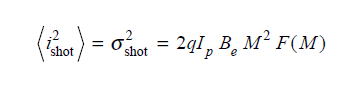 ⟨i²shot⟩ = σ²shot = 2qIp Be M² F(M)